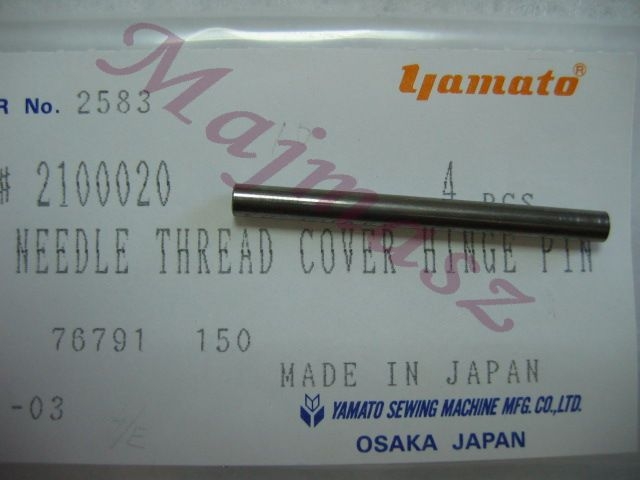 yamato®
R No. 2583
# 2100020 4 PCS
NEEDLE THREAD COVER HINGE PIN
76791 150
MADE IN JAPAN
-03
YAMATO SEWING MACHINE MFG. CO., LTD.
OSAKA JAPAN
Majmasz